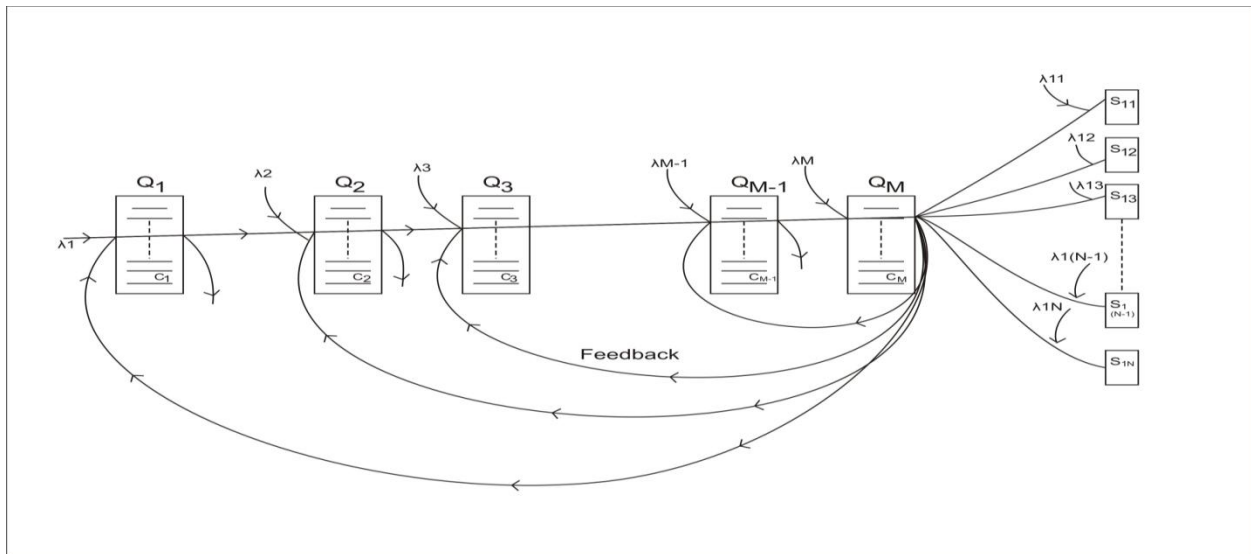 λ11
S11
λ12
S12
λ13
S13
λ1(N-1)
S1
(N-1)
λ1N
S1N
λ1
Q1
C1
λ2
Q2
C2
λ3
Q3
C3
λM-1
QM-1
CM-1
λM
QM
CM
Feedback